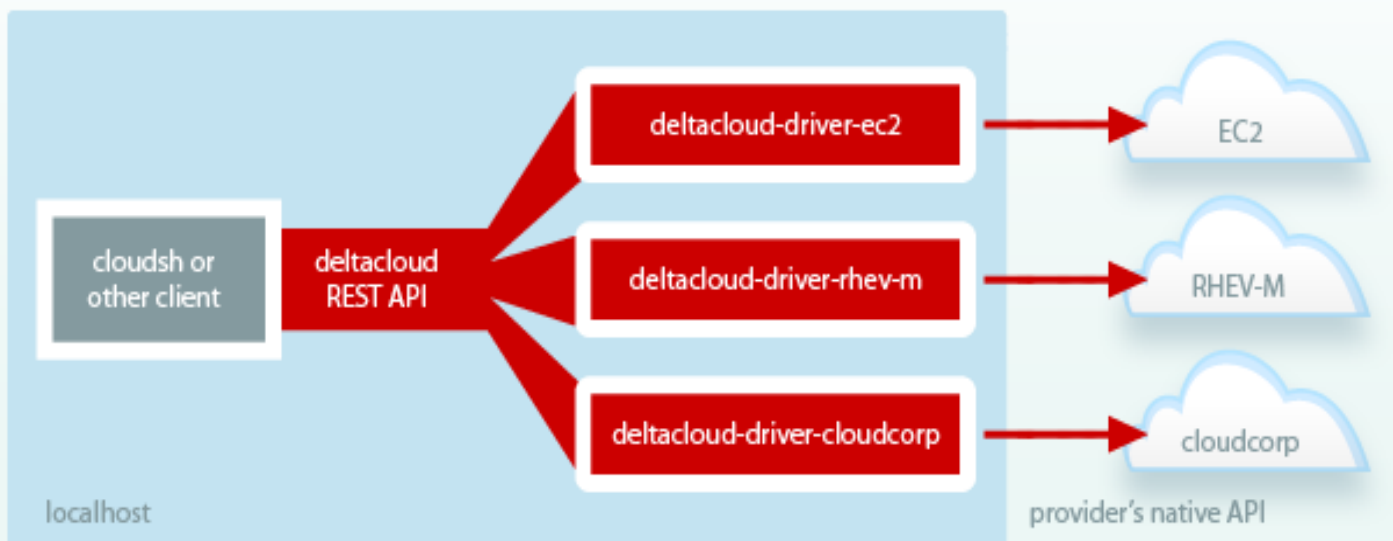 deltacloud-driver-ec2
EC2
cloudsh or
other client
deltacloud
REST API
deltacloud-driver-rhev-m
RHEV-M
deltacloud-driver-cloudcorp
cloudcorp
localhost
provider's native API